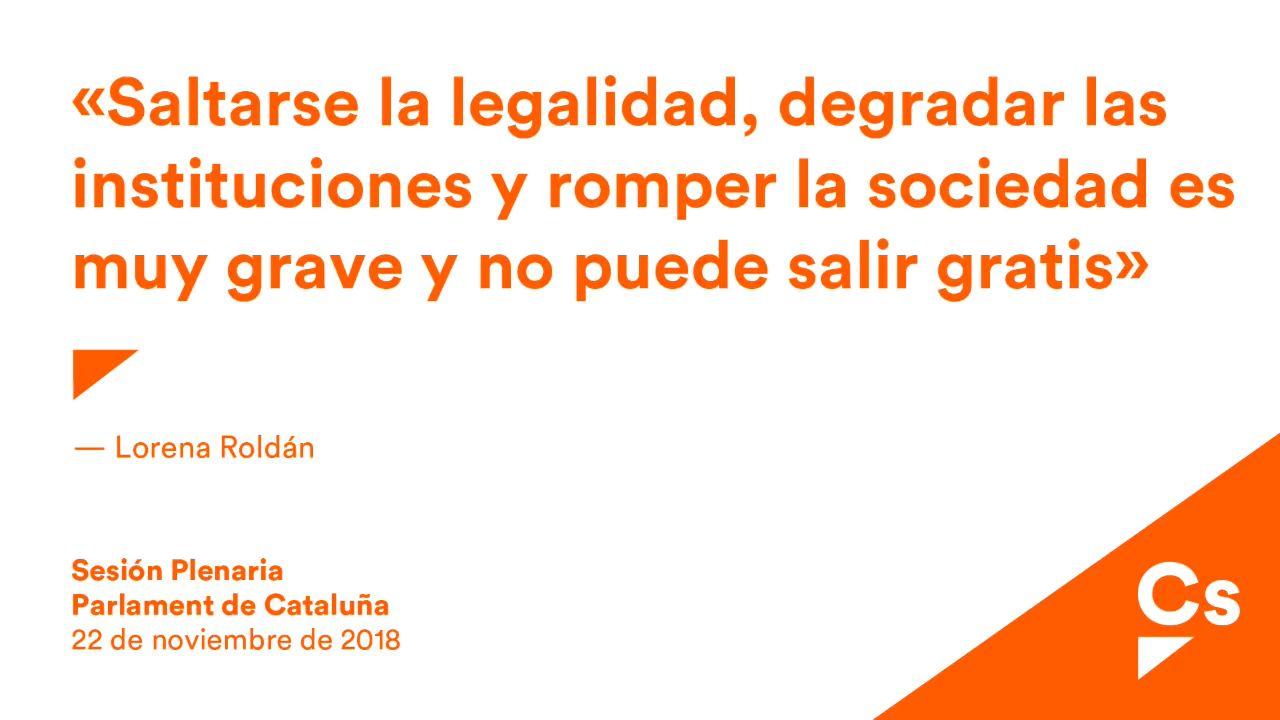 «Saltarse la legalidad, degradar las
instituciones y romper la sociedad es
muy grave y no puede salir gratis»
— Lorena Roldán
Sesión Plenaria
Parlament de Cataluña
22 de noviembre de 2018
Cs